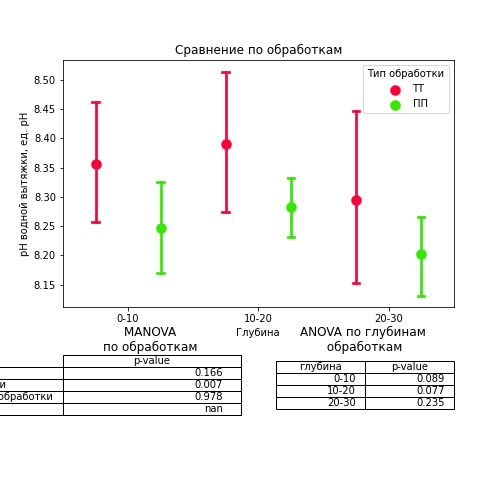 Сравнение по обработкам
Тип обработки
ТТ
ПП
рН водной вытяжки, ед. рН
8.50
8.45
8.40
8.35
8.30
8.25
8.20
8.15
0-10
10-20
20-30
Глубина
MANOVA
по обработкам
p-value
0.166
0.007
обработки 0.978
nan
ANOVA по глубинам
обработкам
глубина p-value
0-10 0.089
10-20 0.077
20-30 0.235